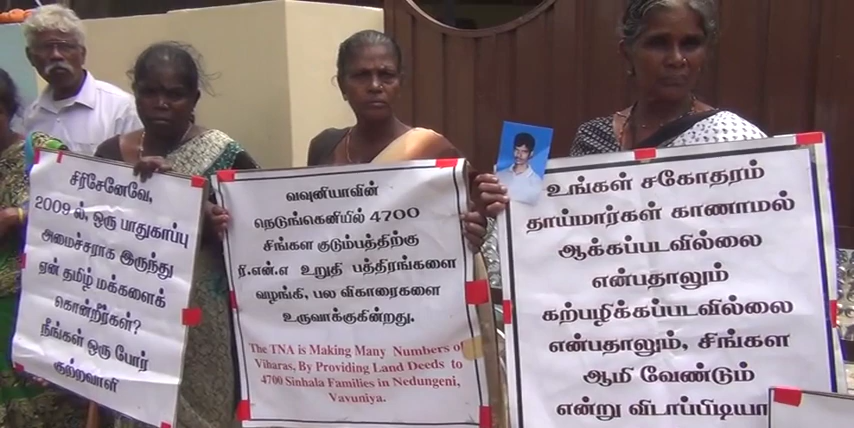 சிரிசேனேவே,
2009 ல், ஒரு பாதுகாப்பு
அமைச்சராக இருந்து
ஏன் தமிழ் மக்களைக்
கொன்றீர்கள்?
நீங்கள் ஒரு போர்
குற்றவாளி
வவுனியாவின்
நெடுங்கெனியில் 4700
சிங்கள குடும்பத்திற்கு
ரி.என்.எ உறுதி பத்திரங்களை
வழங்கி, பல விகாரைகளை
உருவாக்குகின்றது.
The TNA is Making Many Numbers of
Viharas, By Providing Land Deeds to
4700 Sinhala Families in Nedungeni,
Vavuniya.
உங்கள் சகோதரம்
தாய்மார்கள் காணாமல்
ஆக்கப்படவில்லை
என்பதாலும்
கற்பழிக்கப்படவில்லை
என்பதாலும், சிங்கள
ஆமி வேண்டும்
என்று விடாப்பிடியா